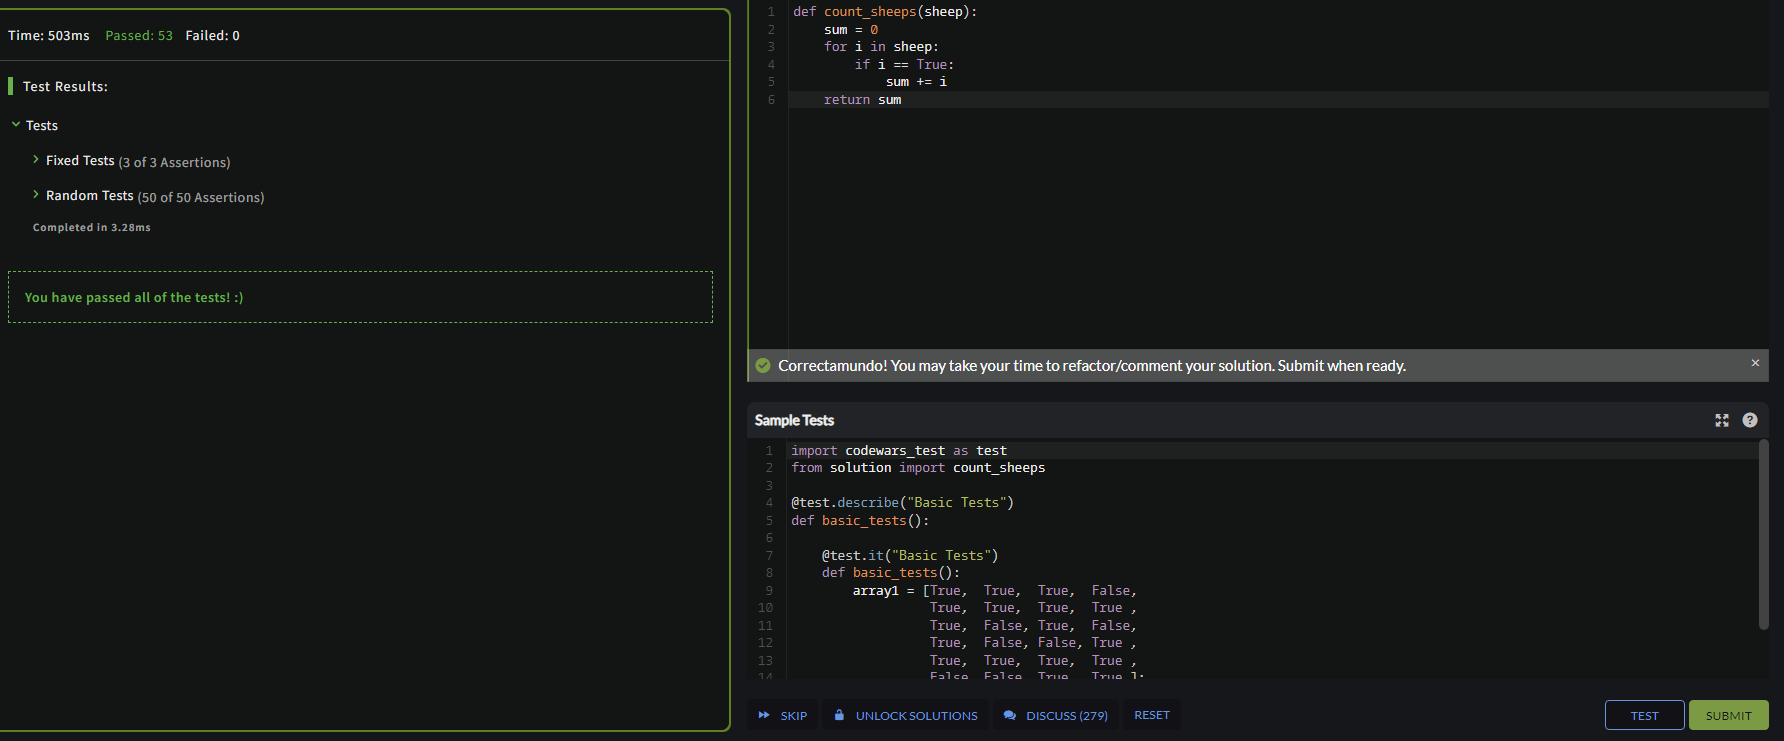 Time: 503ms Passed: 53 Failed: 0
Test Results:
Tests
Fixed Tests (3 of 3 Assertions)
Random Tests (50 of 50 Assertions)
Completed in 3.28ms
You have passed all of the tests! :)
1 def count_sheeps(sheep):
2     sum = 0
3     for i in sheep:
4         if i == True:
5             sum += i
6     return sum
Correctamundo! You may take your time to refactor/comment your solution. Submit when ready. ×
Sample Tests ?
1 import codewars_test as test
2 from solution import count_sheeps
3
4 @test.describe("Basic Tests")
5 def basic_tests():
6
7     @test.it("Basic Tests")
8     def basic_tests():
9         array1 = [True,  True,  True,  False,
10                   True,  True,  True,  True ,
11                   True,  False, True,  False,
12                   True,  False, False, True ,
13                   True,  True,  True,  True ,
14                   False, False, True,  True ];
SKIP UNLOCK SOLUTIONS DISCUSS (279) RESET TEST SUBMIT